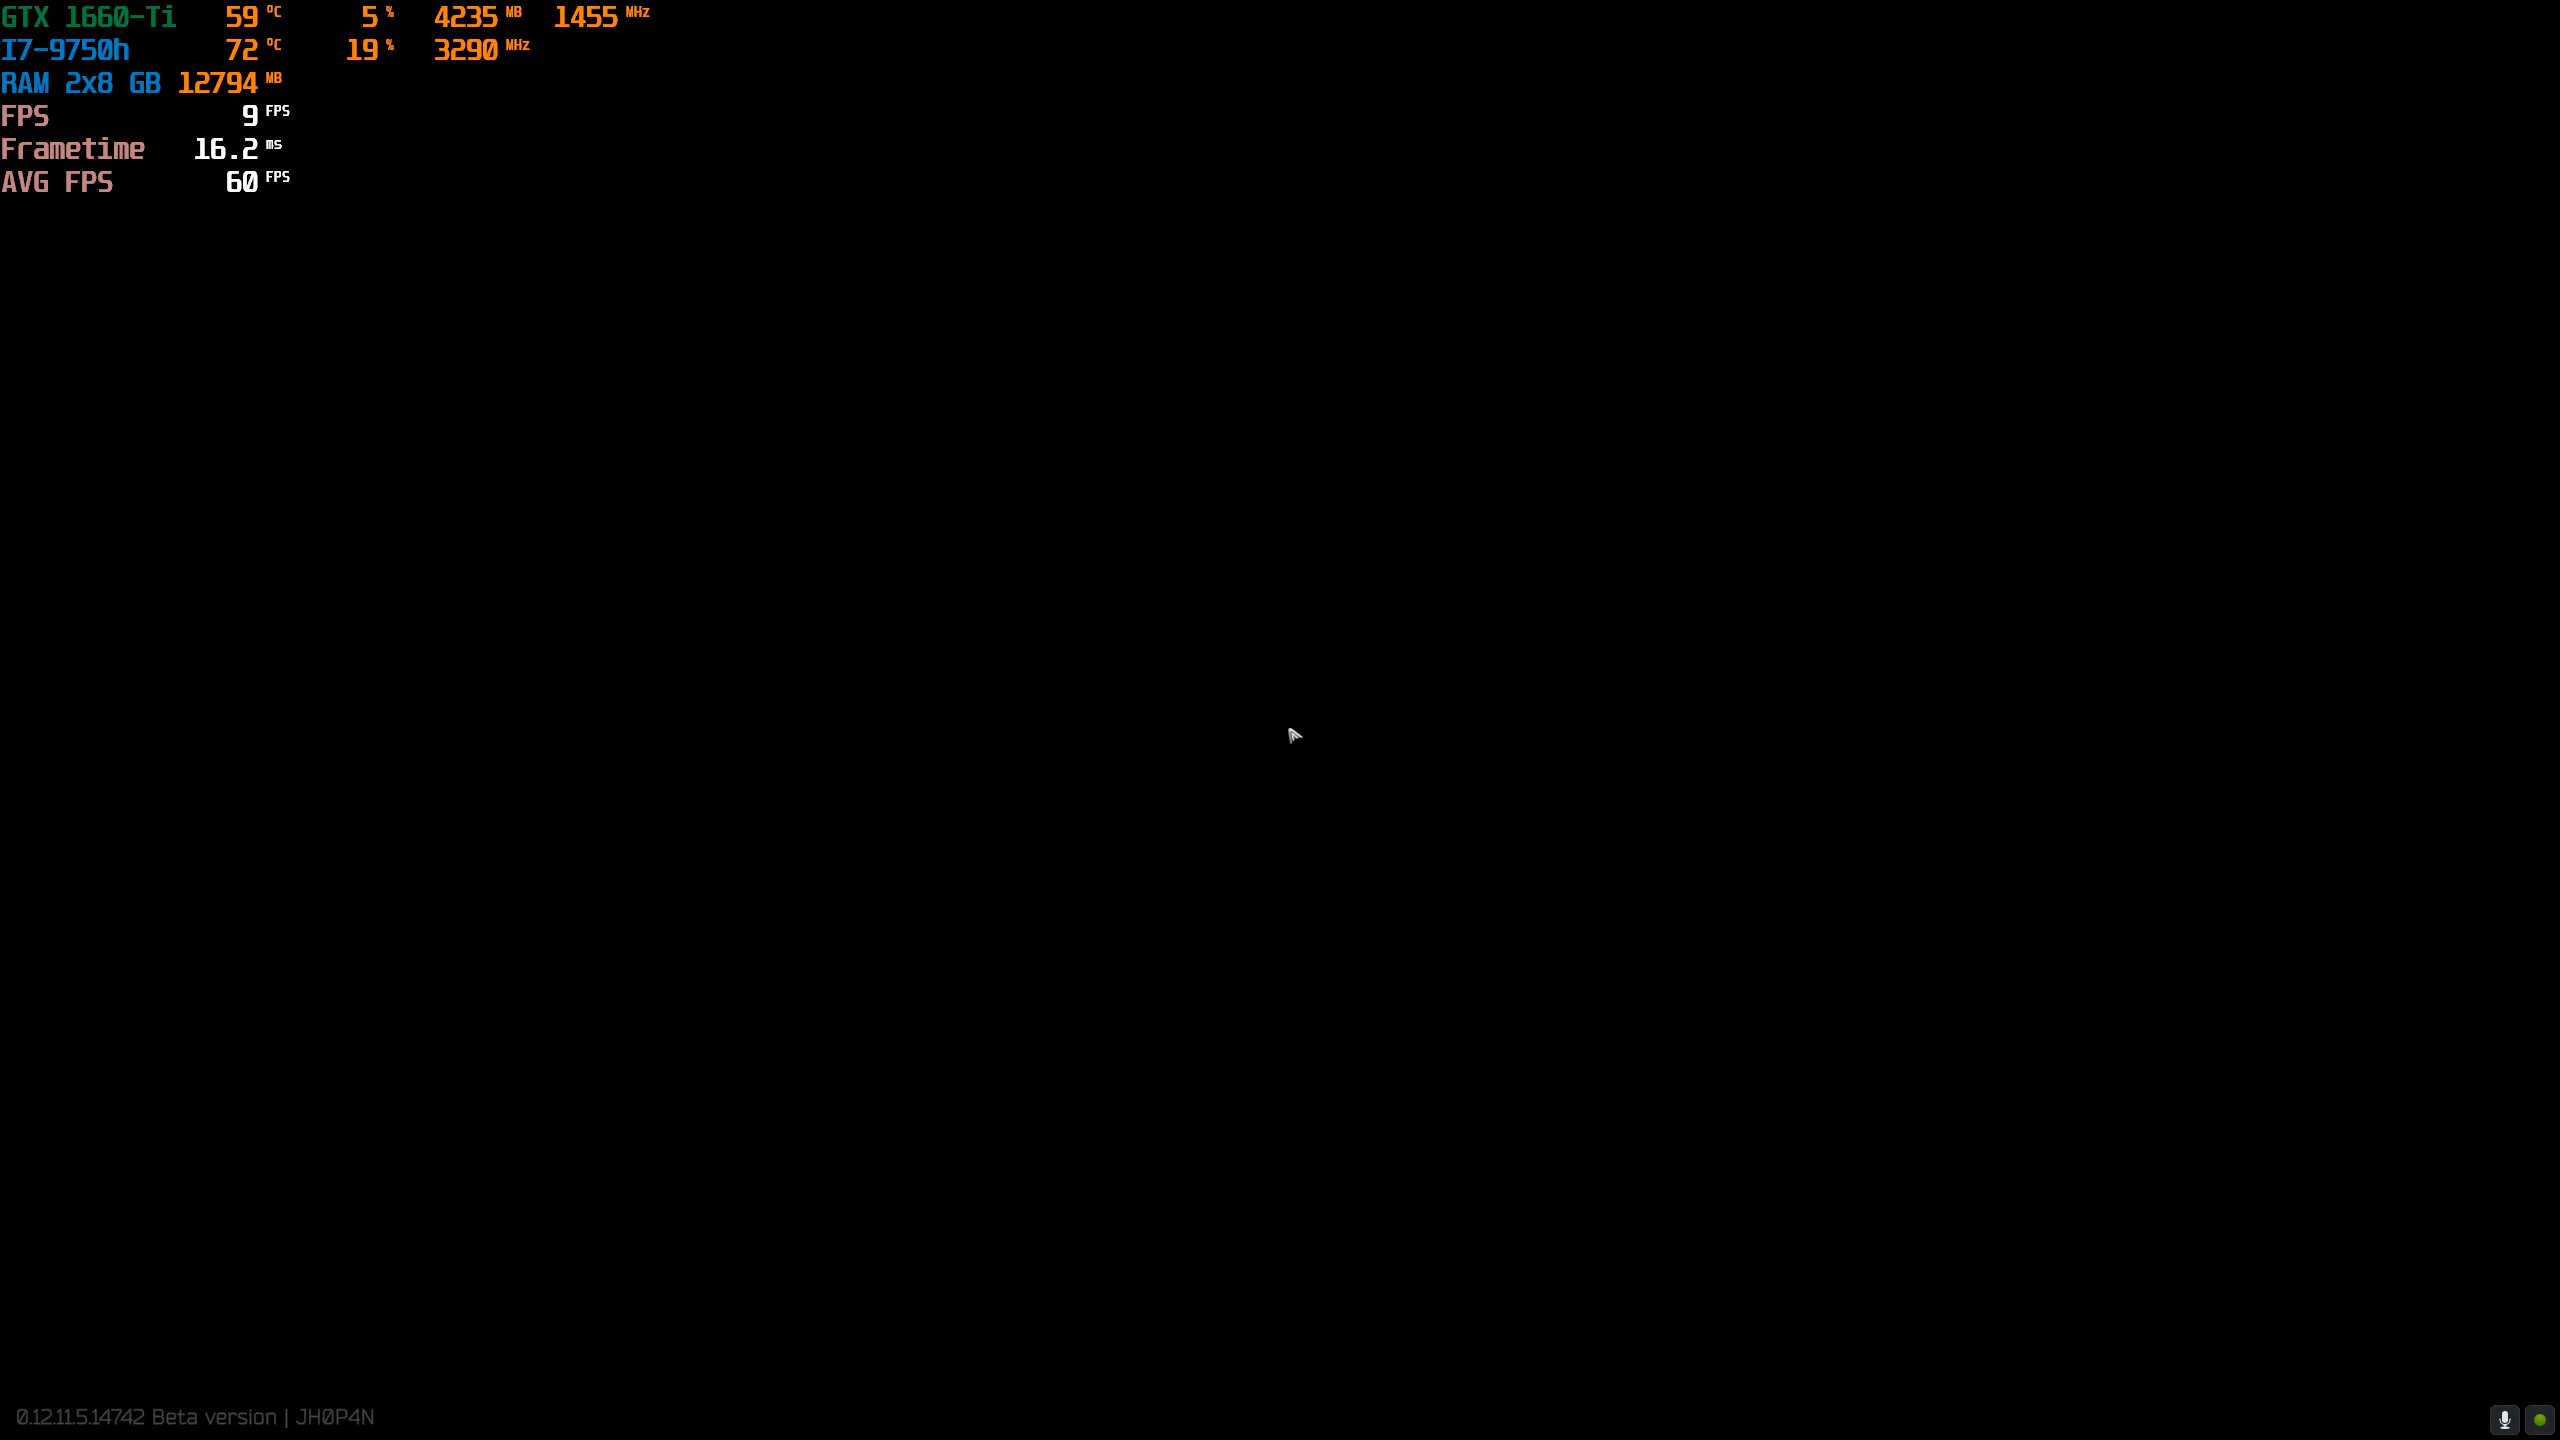 GTX 1660-Ti 59 °C 5 % 4235 MB 1455 MHz
I7-9750h 72 °C 19 % 3290 MHz
RAM 2x8 GB 12794 MB
FPS 9 FPS
Frametime 16.2 ms
AVG FPS 60 FPS
0.12.11.5.14742 Beta version | JH0P4N